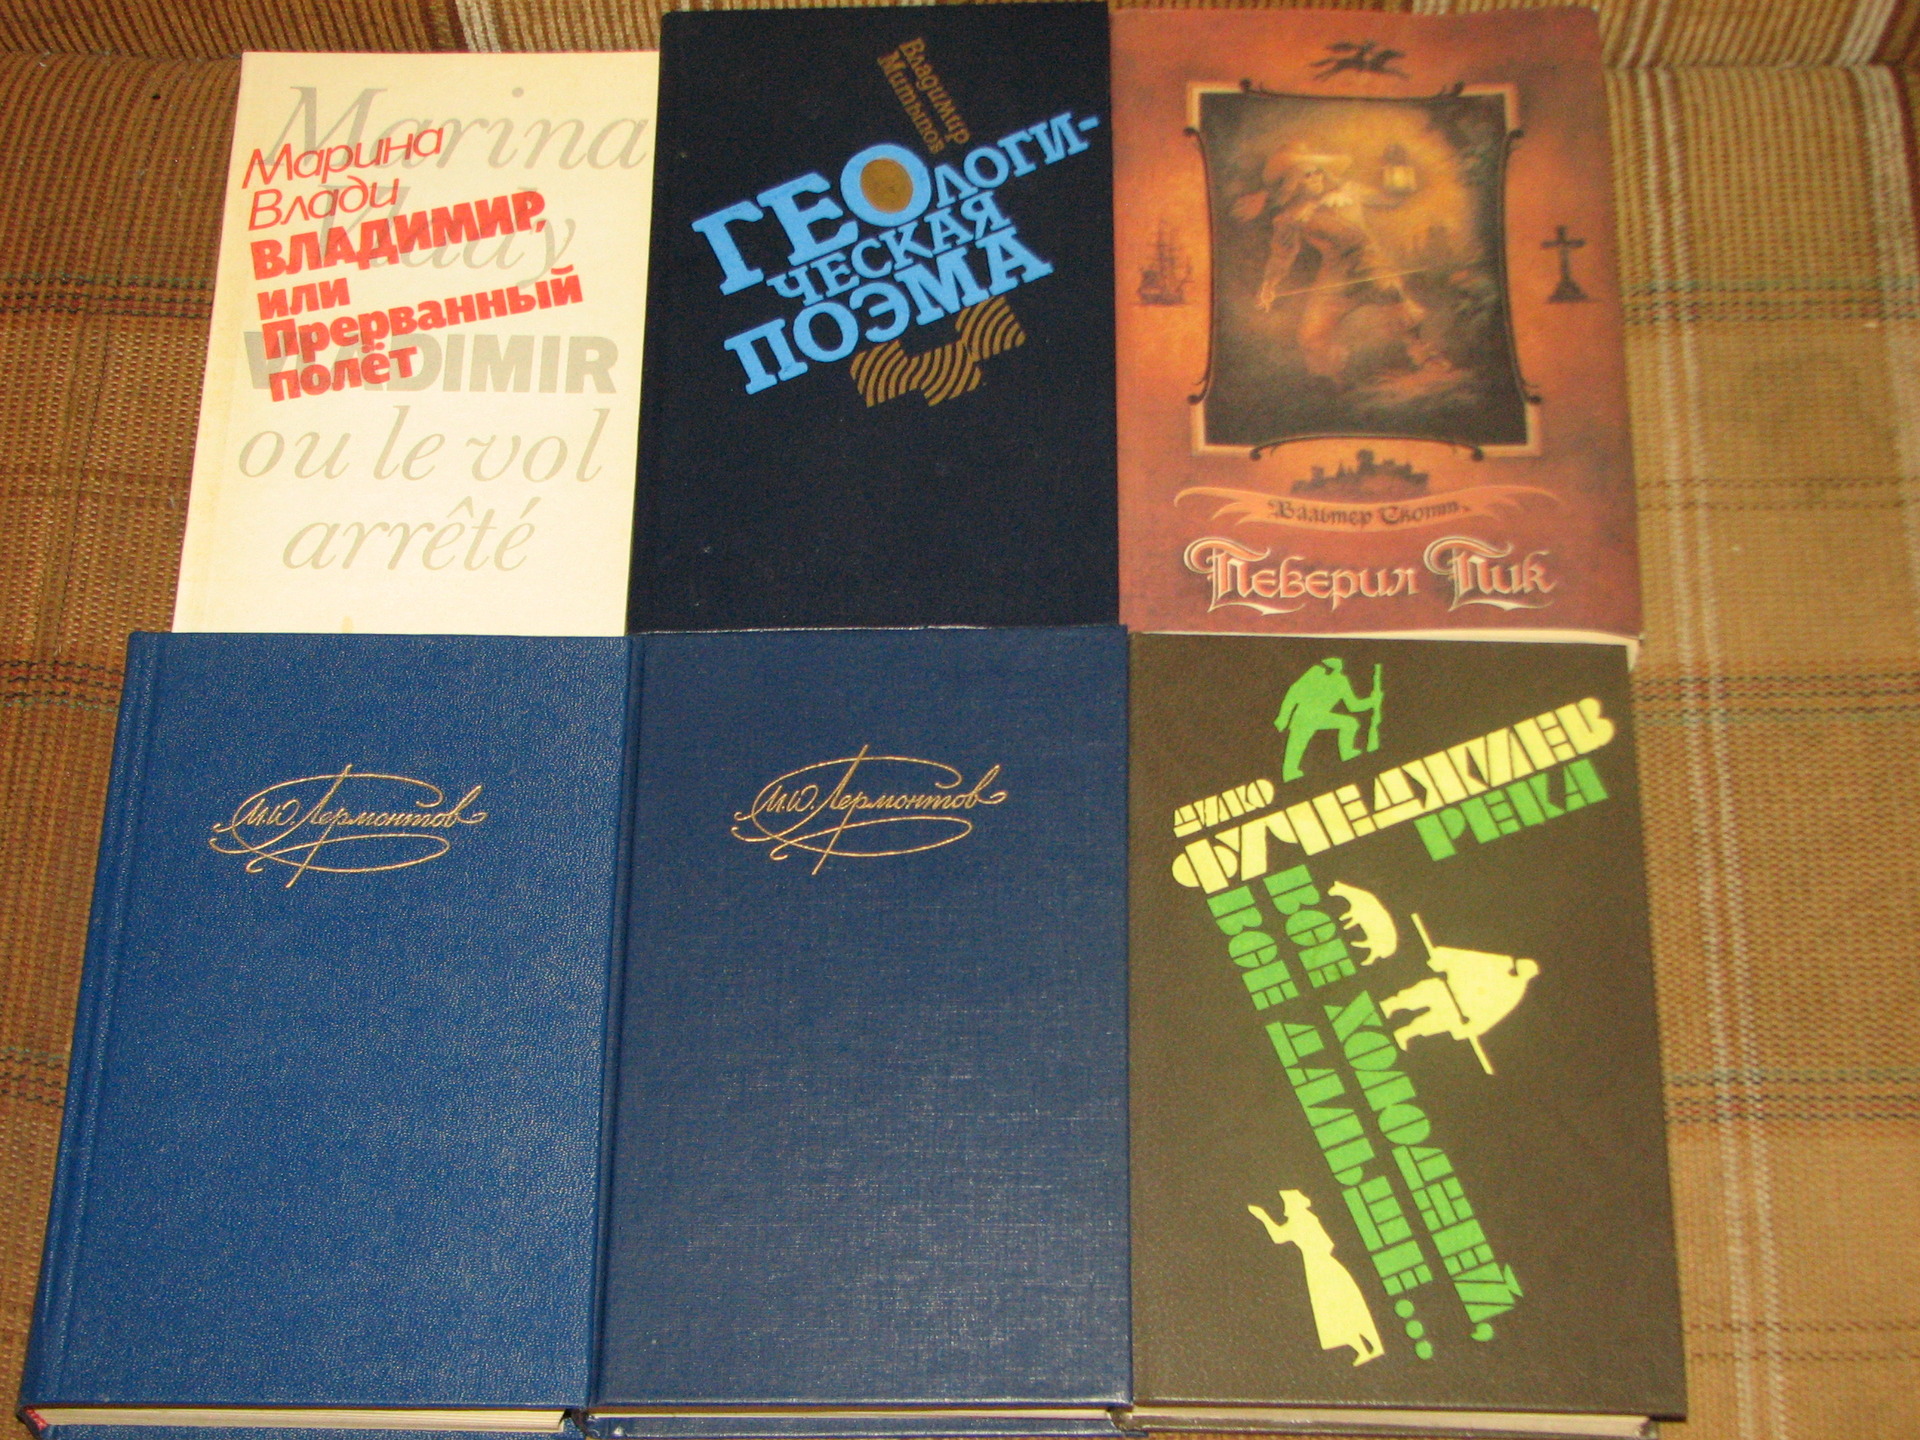 Marina
Vlady
VLADIMIR
ou le vol
arrêté
Марина
Влади
ВЛАДИМИР,
или
Прерванный
полёт
Владимир
Митыпов
ГЕОЛОГИ-
ЧЕСКАЯ
ПОЭМА
Вальтер Скотт
Певерил Пик
М.Ю. Лермонтов
М.Ю. Лермонтов
ДИКО
ФУЧЕДЖИЕВ
РЕКА
ВСЕ ХОЛОДЕЙ,
ВСЕ ДАЛЬШЕ...